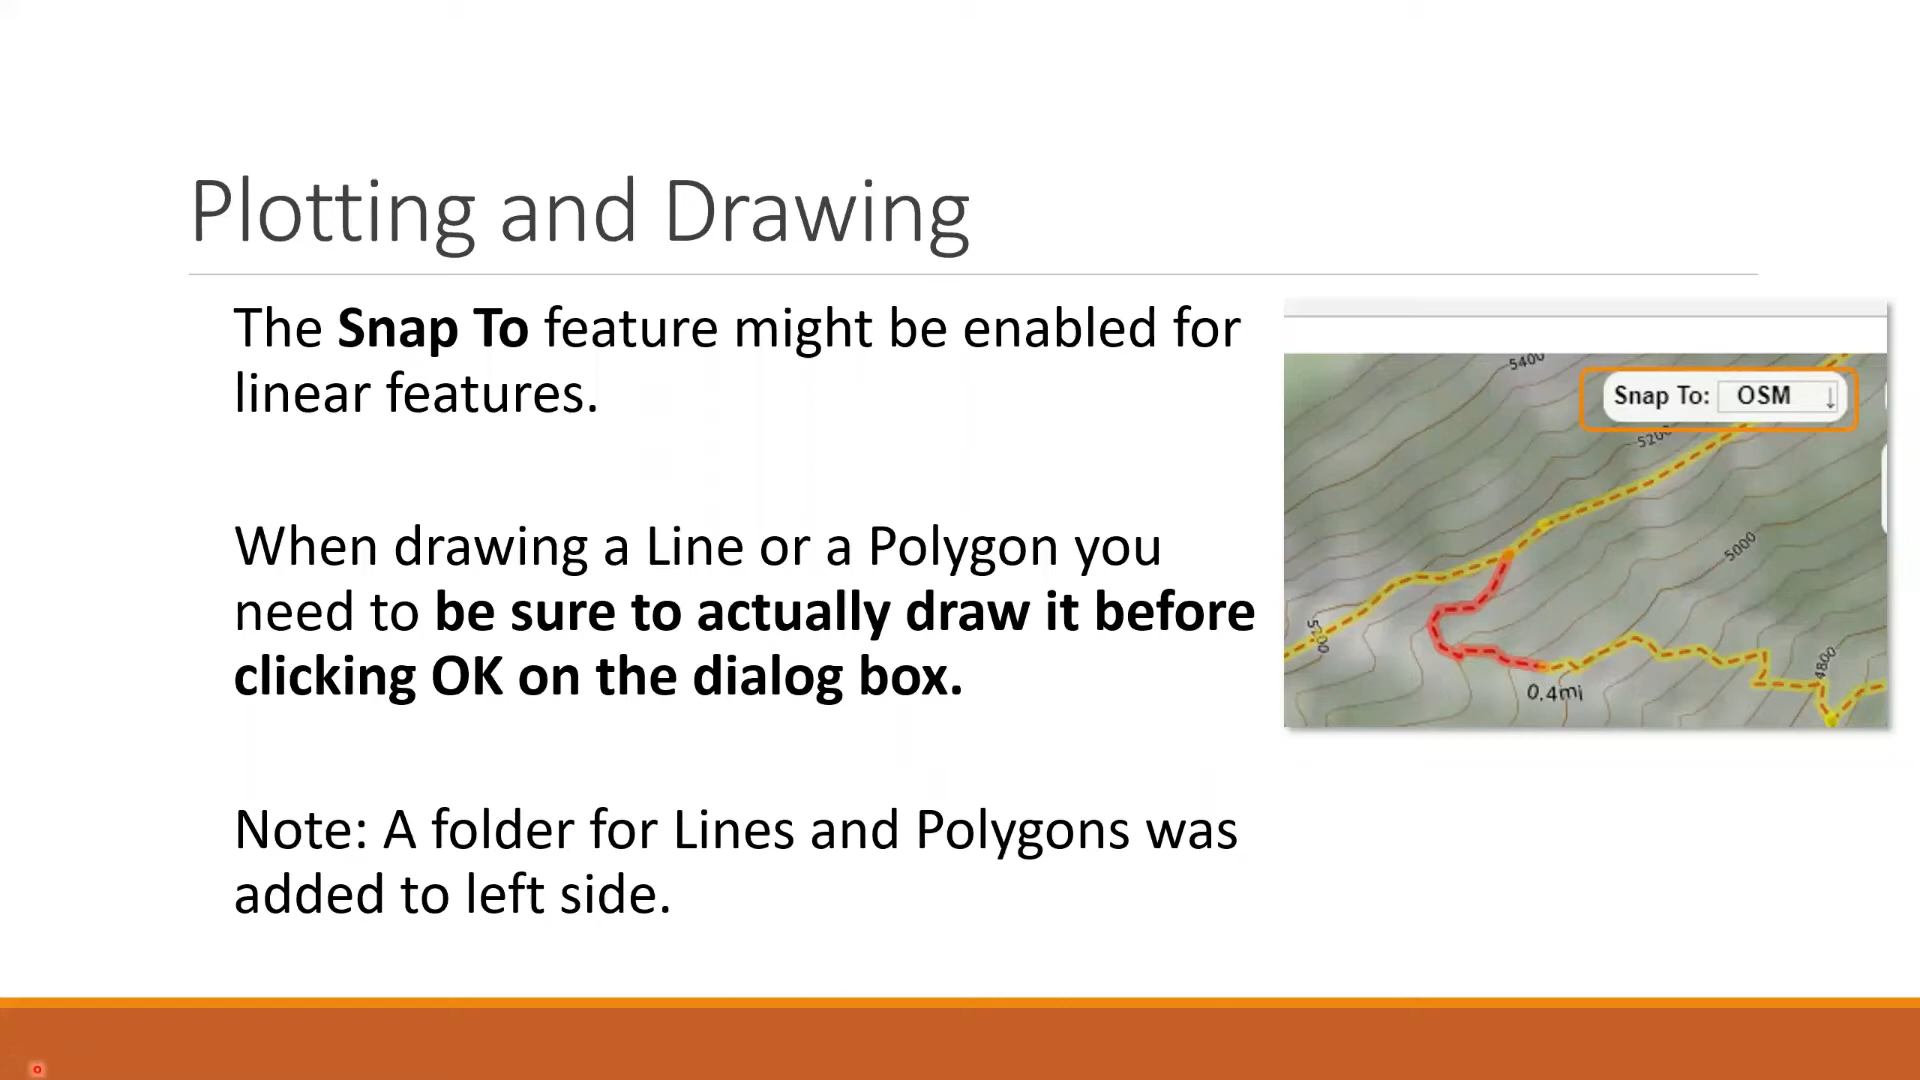 Plotting and Drawing
The Snap To feature might be enabled for
linear features.
When drawing a Line or a Polygon you
need to be sure to actually draw it before
clicking OK on the dialog box.
Note: A folder for Lines and Polygons was
added to left side.
5400
Snap To: OSM ↓
5200
5000
5200
4800
0.4mi